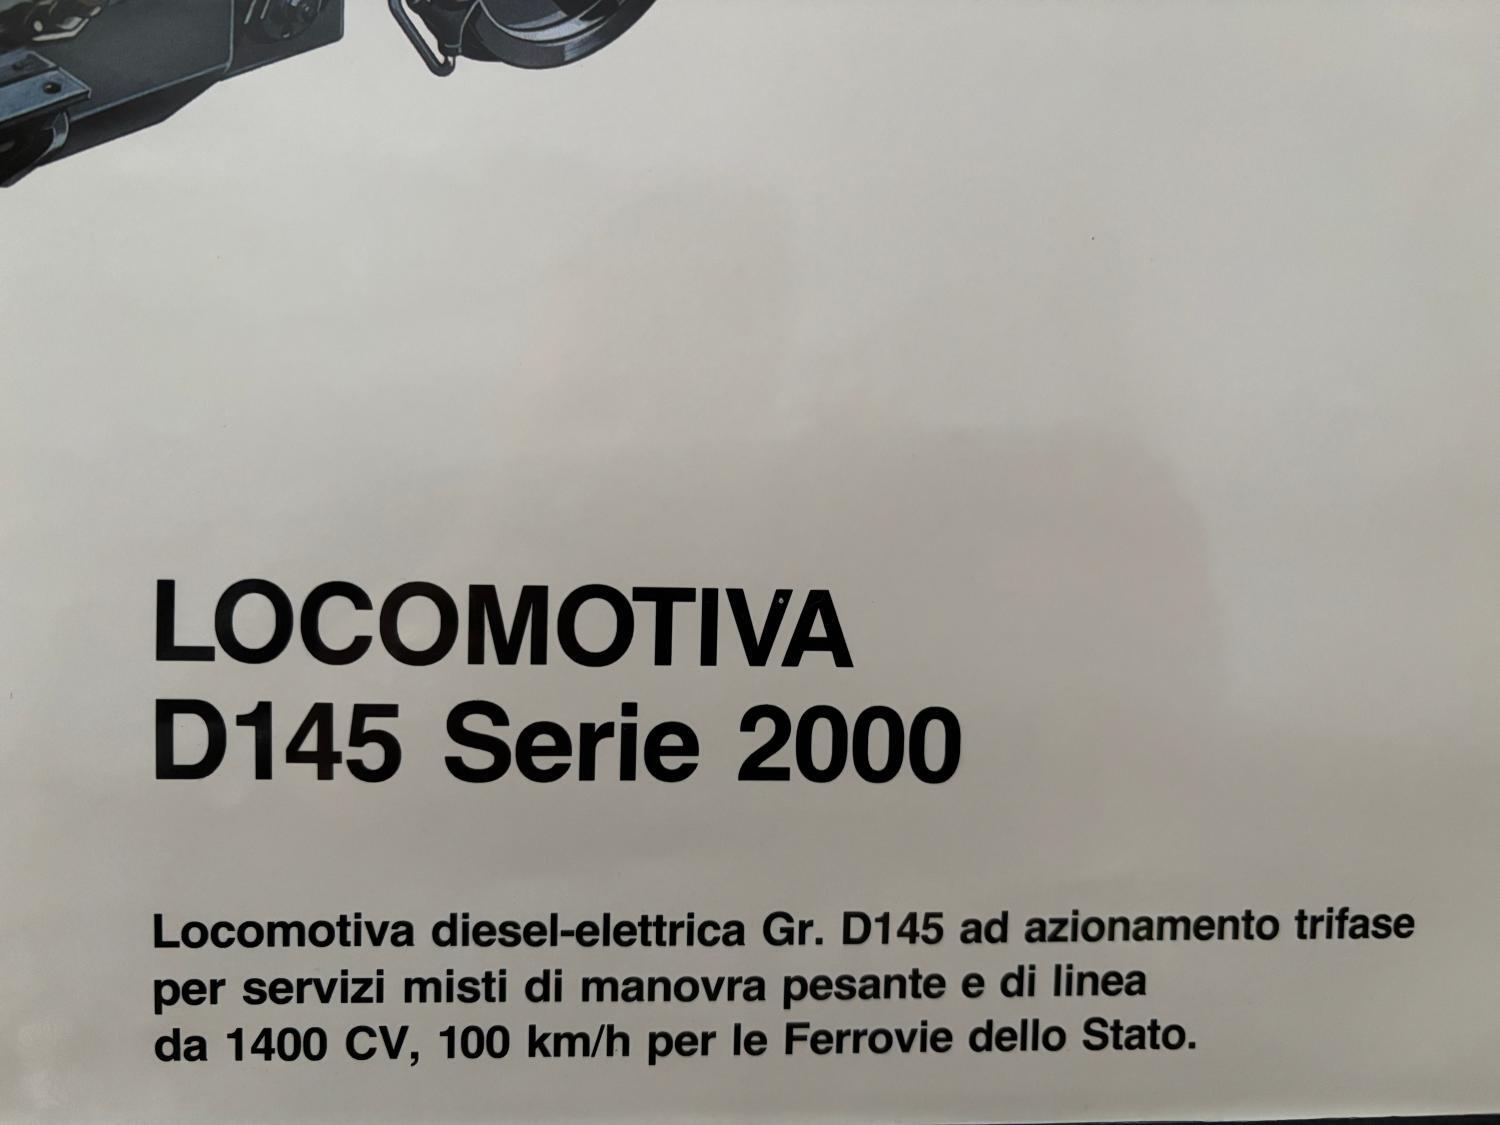 LOCOMOTIVA
D145 Serie 2000
Locomotiva diesel-elettrica Gr. D145 ad azionamento trifase
per servizi misti di manovra pesante e di linea
da 1400 CV, 100 km/h per le Ferrovie dello Stato.